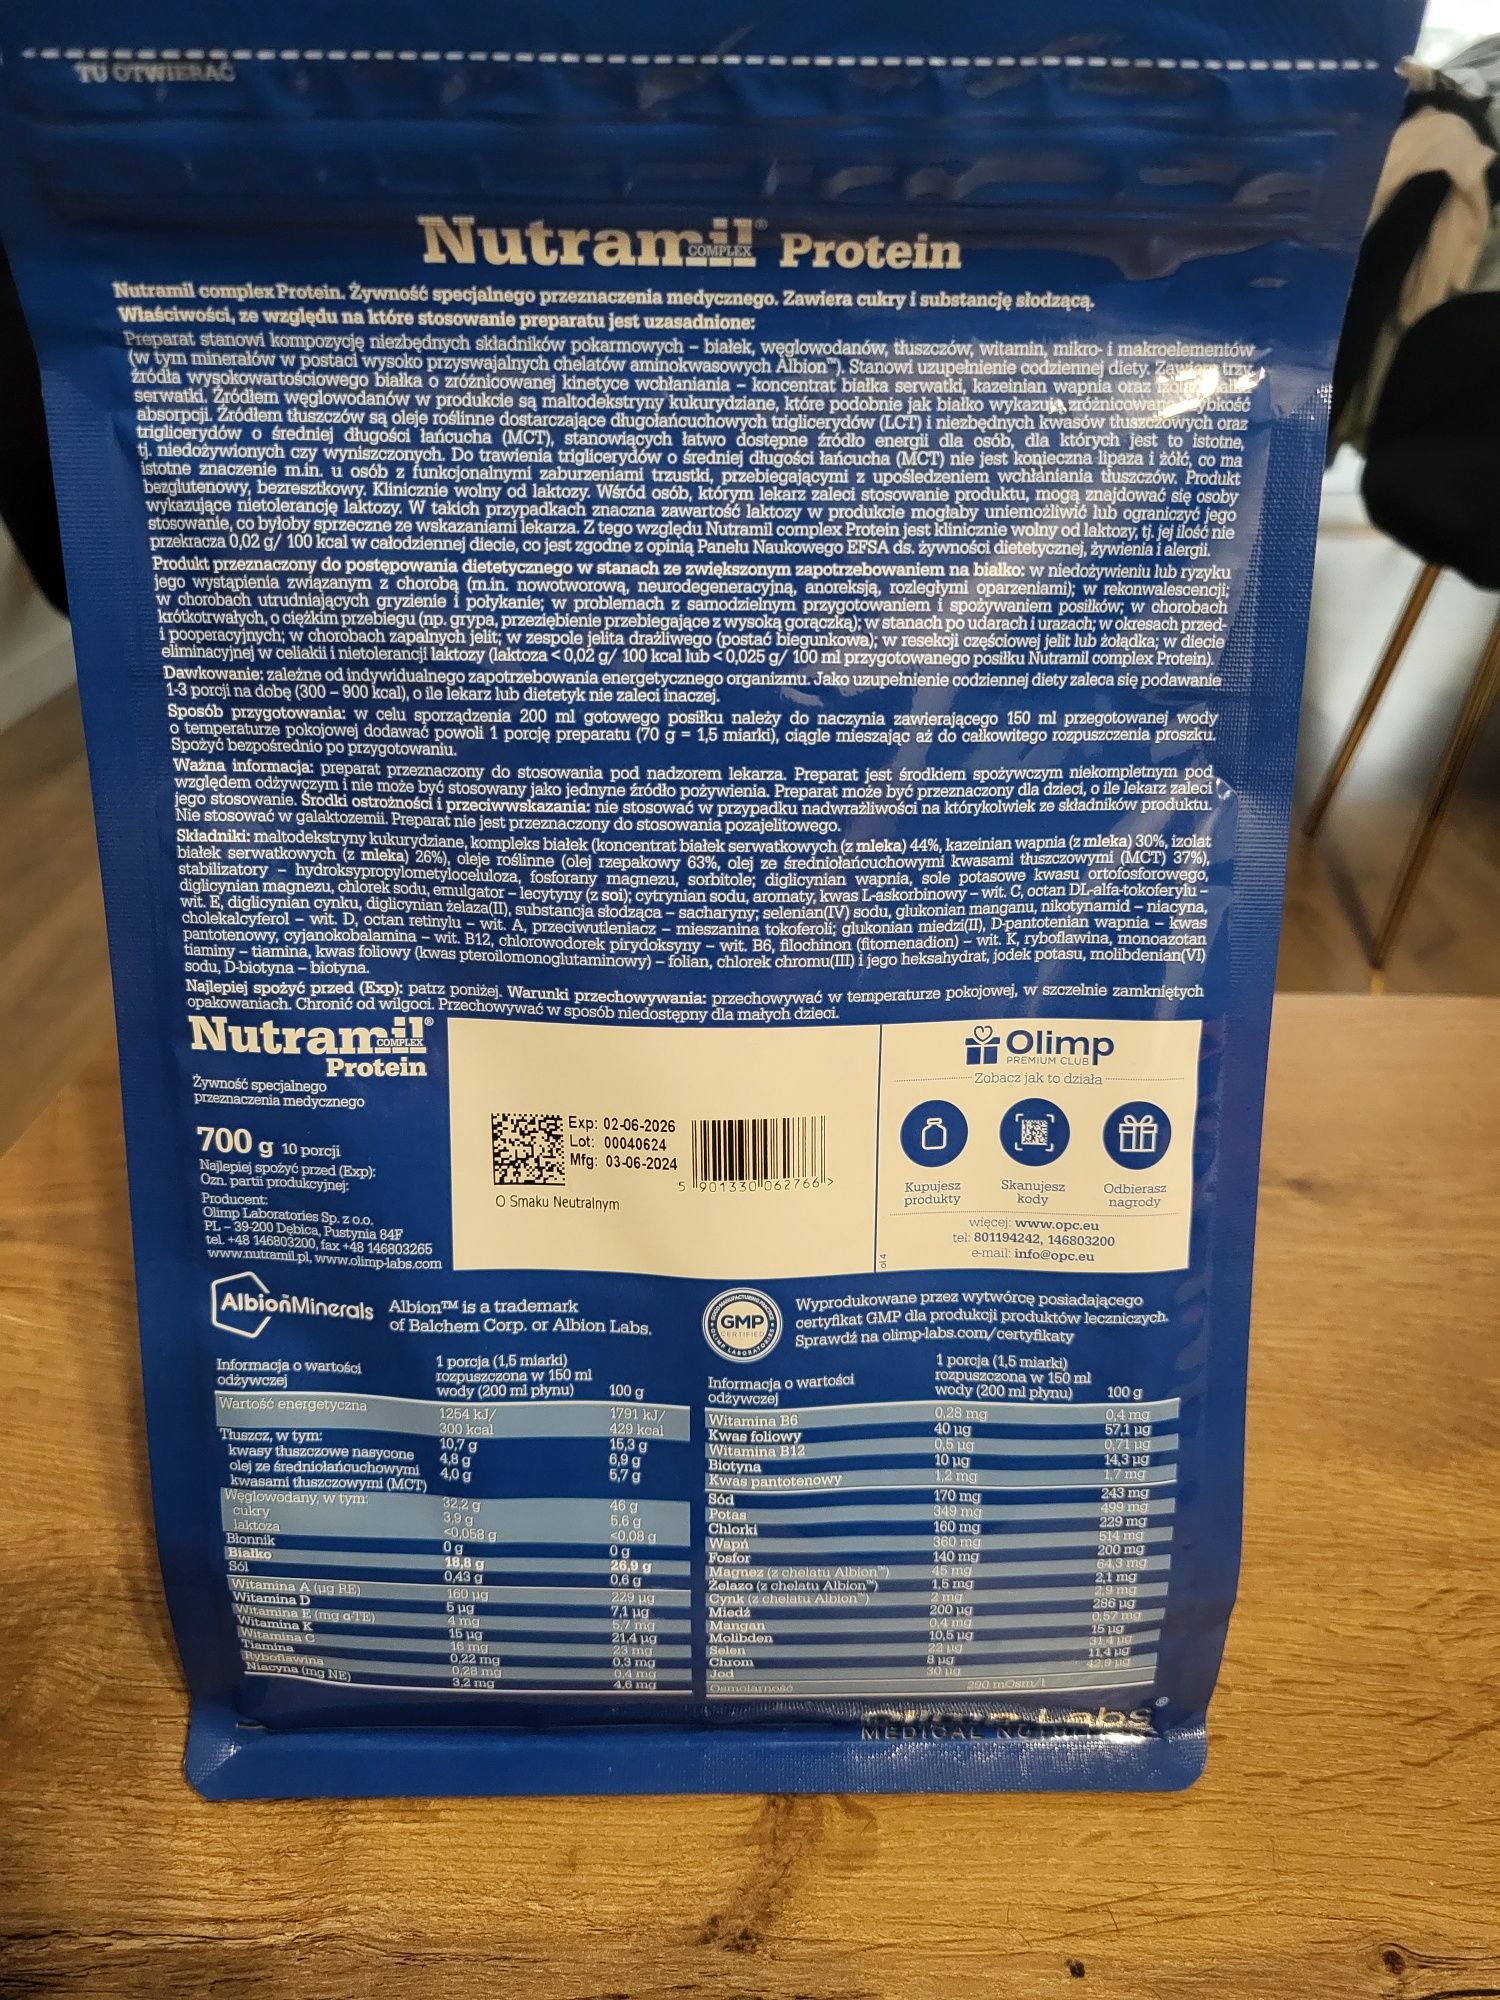 TU OTWIERAĆ
Nutramil COMPLEX ® Protein
Nutramil complex Protein. Żywność specjalnego przeznaczenia medycznego. Zawiera cukry i substancję słodzącą.
Właściwości, ze względu na które stosowanie preparatu jest uzasadnione:
Preparat stanowi kompozycję niezbędnych składników pokarmowych – białek, węglowodanów, tłuszczów, witamin, mikro- i makroelementów
(w tym minerałów w postaci wysoko przyswajalnych chelatów aminokwasowych Albion™). Stanowi uzupełnienie codziennej diety. Zawiera trzy
źródła wysokowartościowego białka o zróżnicowanej kinetyce wchłaniania – koncentrat białka serwatki, kazeinian wapnia oraz
serwatki. Źródłem węglowodanów w produkcie są maltodekstryny kukurydziane, które podobnie jak białko wykazują zróżnicowaną
absorpcji. Źródłem tłuszczów są oleje roślinne dostarczające długołańcuchowych triglicerydów (LCT) i niezbędnych kwasów tłuszczowych oraz
triglicerydów o średniej długości łańcucha (MCT), stanowiących łatwo dostępne źródło energii dla osób, dla których jest to istotne,
tj. niedożywionych czy wyniszczonych. Do trawienia triglicerydów o średniej długości łańcucha (MCT) nie jest konieczna lipaza i żółć, co ma
istotne znaczenie m.in. u osób z funkcjonalnymi zaburzeniami trzustki, przebiegającymi z upośledzeniem wchłaniania tłuszczów. Produkt
bezglutenowy, bezresztkowy. Klinicznie wolny od laktozy. Wśród osób, którym lekarz zaleci stosowanie produktu, mogą znajdować się osoby
wykazujące nietolerancję laktozy. W takich przypadkach znaczna zawartość laktozy w produkcie mogłaby uniemożliwić lub ograniczyć jego
stosowanie, co byłoby sprzeczne ze wskazaniami lekarza. Z tego względu Nutramil complex Protein jest klinicznie wolny od laktozy, tj. jej ilość nie
przekracza 0,02 g/ 100 kcal w całodziennej diecie, co jest zgodne z opinią Panelu Naukowego EFSA ds. żywności dietetycznej, żywienia i alergii.
Produkt przeznaczony do postępowania dietetycznego w stanach ze zwiększonym zapotrzebowaniem na białko: w niedożywieniu lub ryzyku
jego wystąpienia związanym z chorobą (m.in. nowotworową, neurodegeneracyjną, anoreksją, rozległymi oparzeniami); w rekonwalescencji;
w chorobach utrudniających gryzienie i połykanie; w problemach z samodzielnym przygotowaniem i spożywaniem posiłków; w chorobach
krótkotrwałych, o ciężkim przebiegu (np. grypa, przeziębienie przebiegające z wysoką gorączką); w stanach po udarach i urazach; w okresach przed-
i pooperacyjnych; w chorobach zapalnych jelit; w zespole jelita drażliwego (postać biegunkowa); w resekcji częściowej jelit lub żołądka; w diecie
eliminacyjnej w celiakii i nietolerancji laktozy (laktoza < 0,02 g/ 100 kcal lub < 0,025 g/ 100 ml przygotowanego posiłku Nutramil complex Protein).
Dawkowanie: zależne od indywidualnego zapotrzebowania energetycznego organizmu. Jako uzupełnienie codziennej diety zaleca się podawanie
1-3 porcji na dobę (300 – 900 kcal), o ile lekarz lub dietetyk nie zaleci inaczej.
Sposób przygotowania: w celu sporządzenia 200 ml gotowego posiłku należy do naczynia zawierającego 150 ml przegotowanej wody
o temperaturze pokojowej dodawać powoli 1 porcję preparatu (70 g = 1,5 miarki), ciągle mieszając aż do całkowitego rozpuszczenia proszku.
Spożyć bezpośrednio po przygotowaniu.
Ważna informacja: preparat przeznaczony do stosowania pod nadzorem lekarza. Preparat jest środkiem spożywczym niekompletnym pod
względem odżywczym i nie może być stosowany jako jedyne źródło pożywienia. Preparat może być przeznaczony dla dzieci, o ile lekarz zaleci
jego stosowanie. Środki ostrożności i przeciwwskazania: nie stosować w przypadku nadwrażliwości na którykolwiek ze składników produktu.
Nie stosować w galaktozemii. Preparat nie jest przeznaczony do stosowania pozajelitowego.
Składniki: maltodekstryny kukurydziane, kompleks białek (koncentrat białek serwatkowych (z mleka) 44%, kazeinian wapnia (z mleka) 30%, izolat
białek serwatkowych (z mleka) 26%), oleje roślinne (olej rzepakowy 63%, olej ze średniołańcuchowymi kwasami tłuszczowymi (MCT) 37%),
stabilizatory – hydroksypropylometyloceluloza, fosforany magnezu, sorbitole; diglicynian wapnia, sole potasowe kwasu ortofosforowego,
diglicynian magnezu, chlorek sodu, emulgator – lecytyny (z soi); cytrynian sodu, aromaty, kwas L-askorbinowy – wit. C, octan DL-alfa-tokoferylu –
wit. E, diglicynian cynku, diglicynian żelaza(II), substancja słodząca – sacharyny; selenian(IV) sodu, glukonian manganu, nikotynamid – niacyna,
cholekalcyferol – wit. D, octan retinylu – wit. A, przeciwutleniacz – mieszanina tokoferoli; glukonian miedzi(II), D-pantotenian wapnia – kwas
pantotenowy, cyjanokobalamina – wit. B12, chlorowodorek pirydoksyny – wit. B6, filochinon (fitomenadion) – wit. K, ryboflawina, monoazotan
tiaminy – tiamina, kwas foliowy (kwas pteroilomonoglutaminowy) – folian, chlorek chromu(III) i jego heksahydrat, jodek potasu, molibdenian(VI)
sodu, D-biotyna – biotyna.
Najlepiej spożyć przed (Exp): patrz poniżej. Warunki przechowywania: przechowywać w temperaturze pokojowej, w szczelnie zamkniętych
opakowaniach. Chronić od wilgoci. Przechowywać w sposób niedostępny dla małych dzieci.
Nutramil COMPLEX ®
Protein
Żywność specjalnego
przeznaczenia medycznego
700 g 10 porcji
Najlepiej spożyć przed (Exp):
Ozn. partii produkcyjnej:
Producent:
Olimp Laboratories Sp. z o.o.
PL – 39-200 Dębica, Pustynia 84F
tel. +48 146803200, fax +48 146803265
www.nutramil.pl, www.olimp-labs.com
Exp: 02-06-2026
Lot: 00040624
Mfg: 03-06-2024
5 901330 062766 >
O Smaku Neutralnym
Olimp
PREMIUM CLUB
Zobacz jak to działa
Kupujesz produkty
Skanujesz kody
Odbierasz nagrody
więcej: www.opc.eu
tel: 801194242, 146803200
e-mail: info@opc.eu
AlbionMinerals
Albion™ is a trademark
of Balchem Corp. or Albion Labs.
GMP
CERTIFIED
Wyprodukowane przez wytwórcę posiadającego
certyfikat GMP dla produkcji produktów leczniczych.
Sprawdź na olimp-labs.com/certyfikaty
Informacja o wartości odżywczej 1 porcja (1,5 miarki) rozpuszczona w 150 ml wody (200 ml płynu) 100 g
Wartość energetyczna 1254 kJ/ 300 kcal 1791 kJ/ 429 kcal
Tłuszcz, w tym: 10,7 g 15,3 g
kwasy tłuszczowe nasycone 4,8 g 6,9 g
olej ze średniołańcuchowymi kwasami tłuszczowymi (MCT) 4,0 g 5,7 g
Węglowodany, w tym: 32,2 g 46 g
cukry 3,9 g 5,6 g
laktoza <0,058 g <0,08 g
Błonnik 0 g 0 g
Białko 18,8 g 26,9 g
Sól 0,43 g 0,6 g
Witamina A (µg RE) 160 µg 229 µg
Witamina D 5 µg 7,1 µg
Witamina E (mg α-TE) 4 mg 5,7 mg
Witamina K 15 µg 21,4 µg
Witamina C 16 mg 23 mg
Tiamina 0,22 mg 0,3 mg
Ryboflawina 0,28 mg 0,4 mg
Niacyna (mg NE) 3,2 mg 4,6 mg
Informacja o wartości odżywczej 1 porcja (1,5 miarki) rozpuszczona w 150 ml wody (200 ml płynu) 100 g
Witamina B6 0,28 mg 0,4 mg
Kwas foliowy 40 µg 57,1 µg
Witamina B12 0,5 µg 0,71 µg
Biotyna 10 µg 14,3 µg
Kwas pantotenowy 1,2 mg 1,7 mg
Sód 170 mg 243 mg
Potas 349 mg 499 mg
Chlorki 160 mg 229 mg
Wapń 360 mg 514 mg
Fosfor 140 mg 200 mg
Magnez (z chelatu Albion™) 45 mg 64,3 mg
Żelazo (z chelatu Albion™) 1,5 mg 2,1 mg
Cynk (z chelatu Albion™) 2 mg 2,9 mg
Miedź 200 µg 286 µg
Mangan 0,4 mg 0,57 mg
Molibden 10,5 µg 15 µg
Selen 22 µg 31,4 µg
Chrom 8 µg 11,4 µg
Jod 30 µg 42,9 µg
Osmolarność 290 mOsm/l
Labs ®
MEDICAL